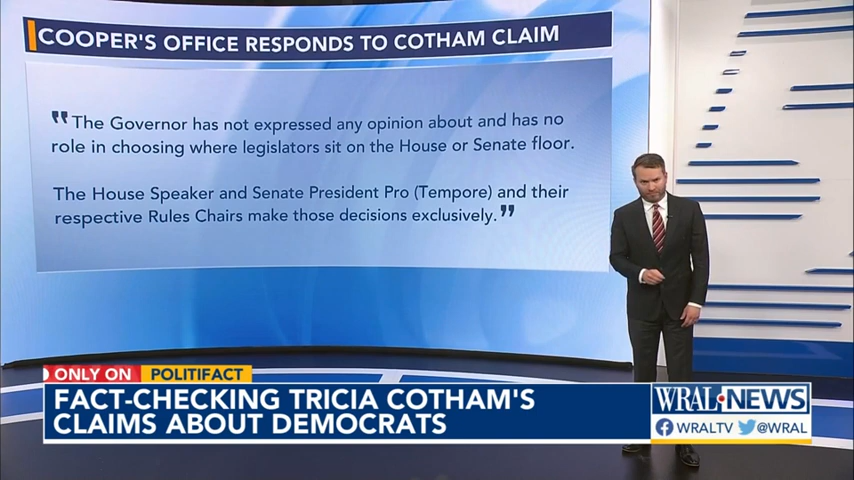 COOPER'S OFFICE RESPONDS TO COTHAM CLAIM
"The Governor has not expressed any opinion about and has no
role in choosing where legislators sit on the House or Senate floor.
The House Speaker and Senate President Pro (Tempore) and their
respective Rules Chairs make those decisions exclusively."
ONLY ON POLITIFACT
FACT-CHECKING TRICIA COTHAM'S
CLAIMS ABOUT DEMOCRATS
WRAL NEWS
WRALTV @WRAL